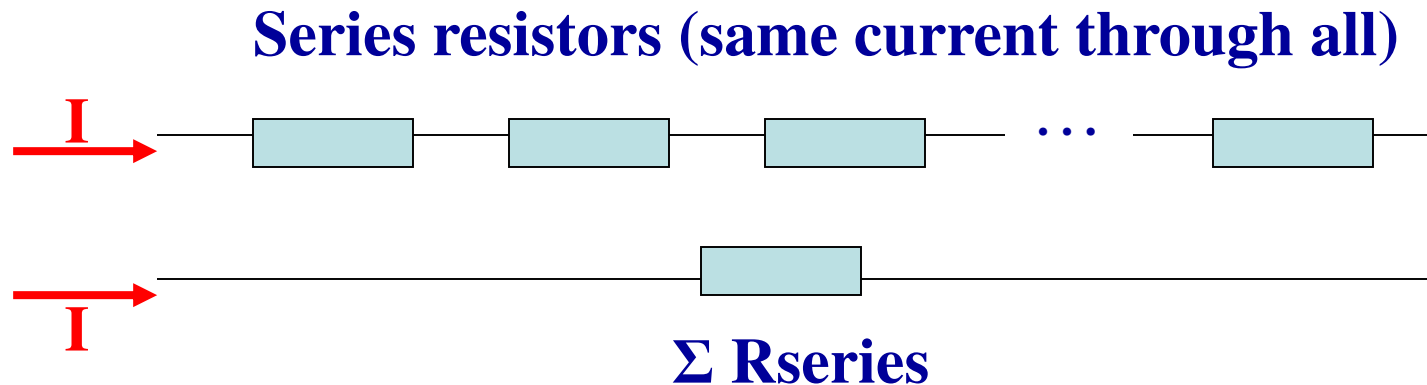 Series resistors (same current through all)
I
...
I
Σ Rseries